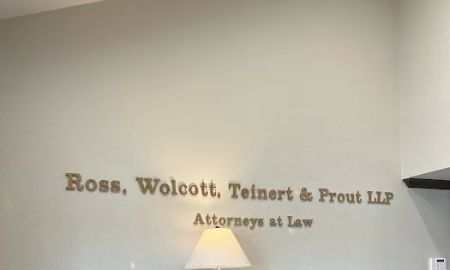 Ross, Wolcott, Teinert & Prout LLP
Attorneys at Law